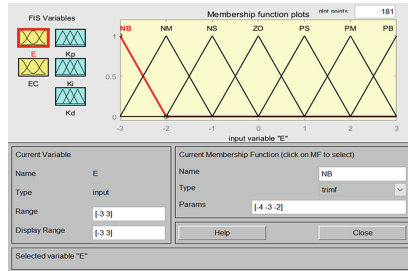 FIS Variables
Membership function plots
plot points:
181
E
Kp
EC
Ki
Kd
NB
NM
NS
ZO
PS
PM
PB
1
0.5
0
-3
-2
-1
0
1
2
3
input variable "E"
Current Variable
Name
E
Type
input
Range
[-3 3]
Display Range
[-3 3]
Current Membership Function (click on MF to select)
Name
NB
Type
trimf
Params
[-4 -3 -2]
Help
Close
Selected variable "E"